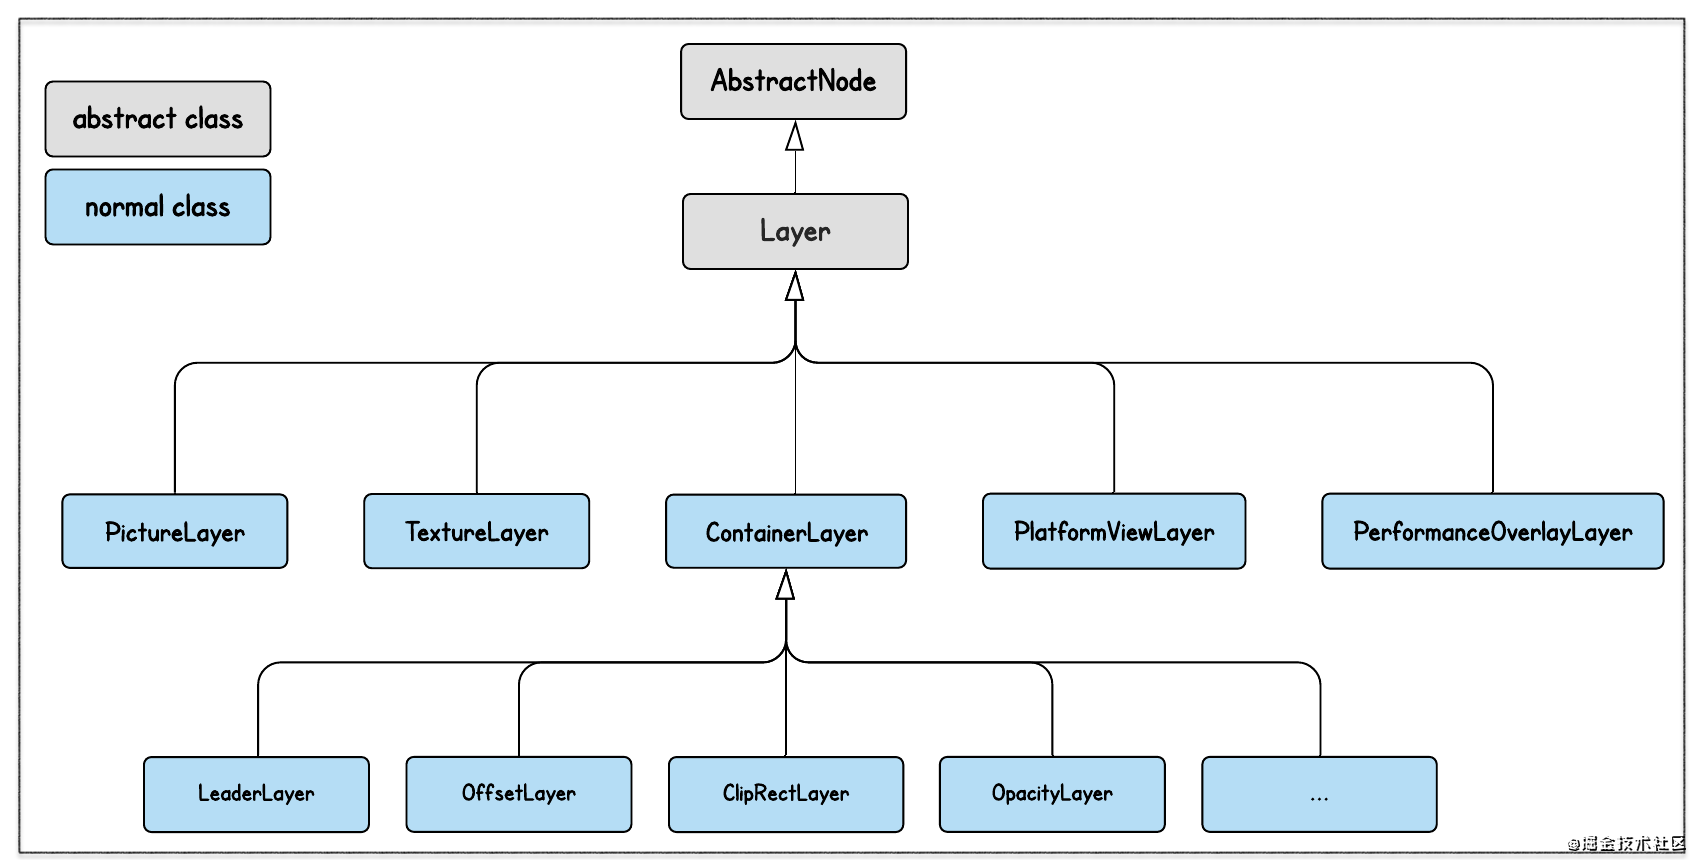 AbstractNode
abstract class
normal class
Layer
PictureLayer
TextureLayer
ContainerLayer
PlatformViewLayer
PerformanceOverlayLayer
LeaderLayer
OffsetLayer
ClipRectLayer
OpacityLayer
...
@掘金技术社区